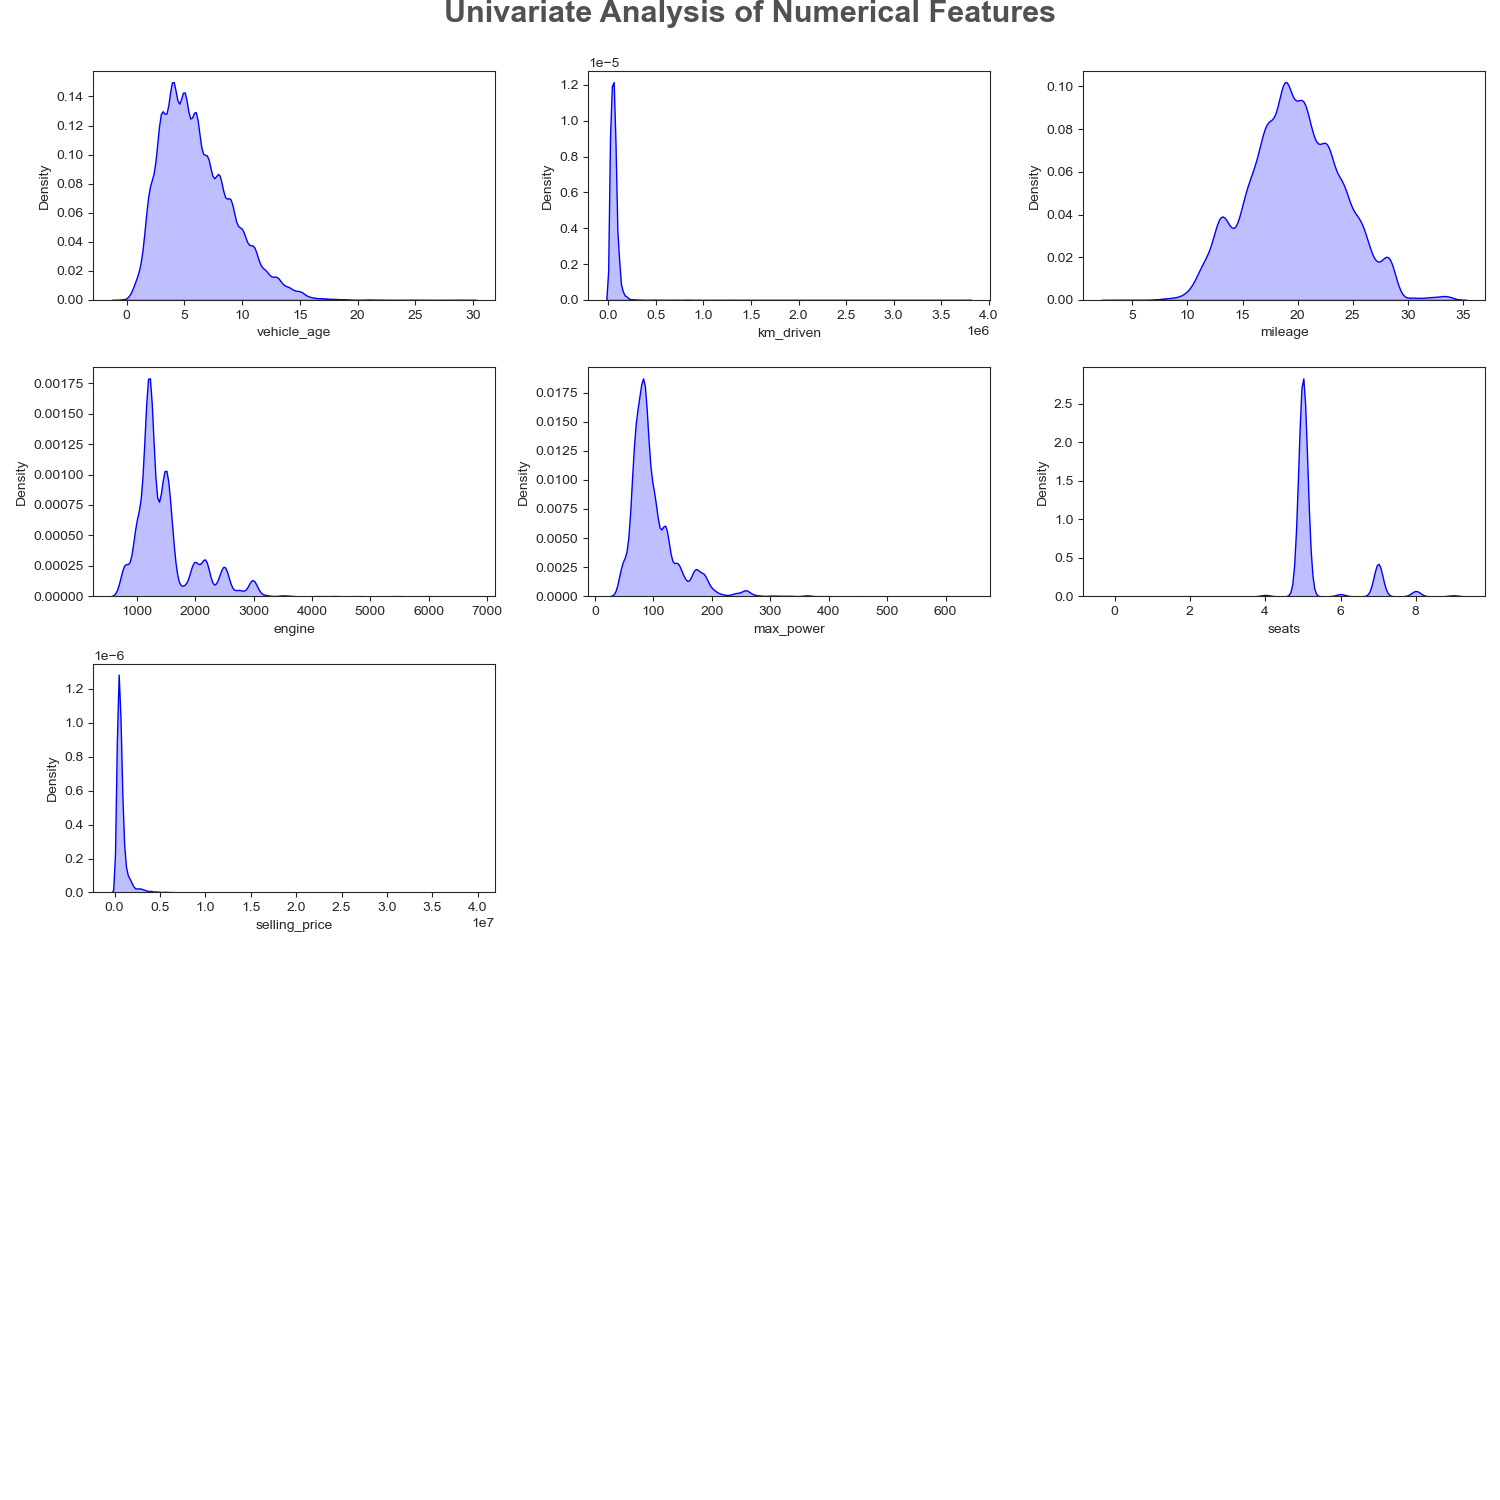 Univariate Analysis of Numerical Features
0.14
0.12
0.10
0.08
0.06
0.04
0.02
0.00
Density
0 5 10 15 20 25 30
vehicle_age
1e−5
1.2
1.0
0.8
0.6
0.4
0.2
0.0
Density
0.0 0.5 1.0 1.5 2.0 2.5 3.0 3.5 4.0
1e6
km_driven
0.10
0.08
0.06
0.04
0.02
0.00
Density
5 10 15 20 25 30 35
mileage
0.00175
0.00150
0.00125
0.00100
0.00075
0.00050
0.00025
0.00000
Density
1000 2000 3000 4000 5000 6000 7000
engine
0.0175
0.0150
0.0125
0.0100
0.0075
0.0050
0.0025
0.0000
Density
0 100 200 300 400 500 600
max_power
2.5
2.0
1.5
1.0
0.5
0.0
Density
0 2 4 6 8
seats
1e−6
1.2
1.0
0.8
0.6
0.4
0.2
0.0
Density
0.0 0.5 1.0 1.5 2.0 2.5 3.0 3.5 4.0
1e7
selling_price